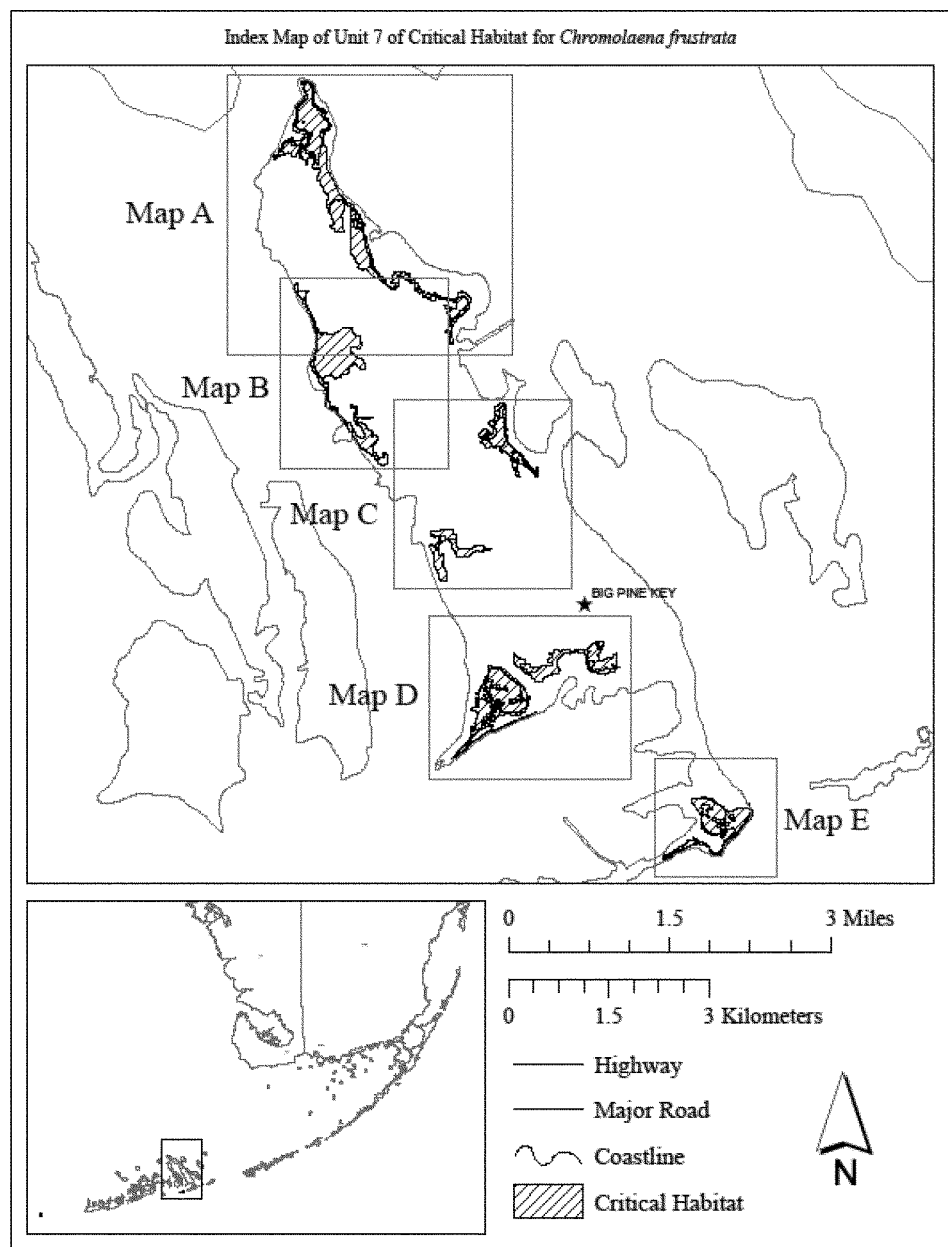 Index Map of Unit 7 of Critical Habitat for Chromolaena frustrata
Map A
Map B
Map C
BIG PINE KEY
Map D
Map E
0 1.5 3 Miles
0 1.5 3 Kilometers
Highway
Major Road
Coastline
Critical Habitat
N